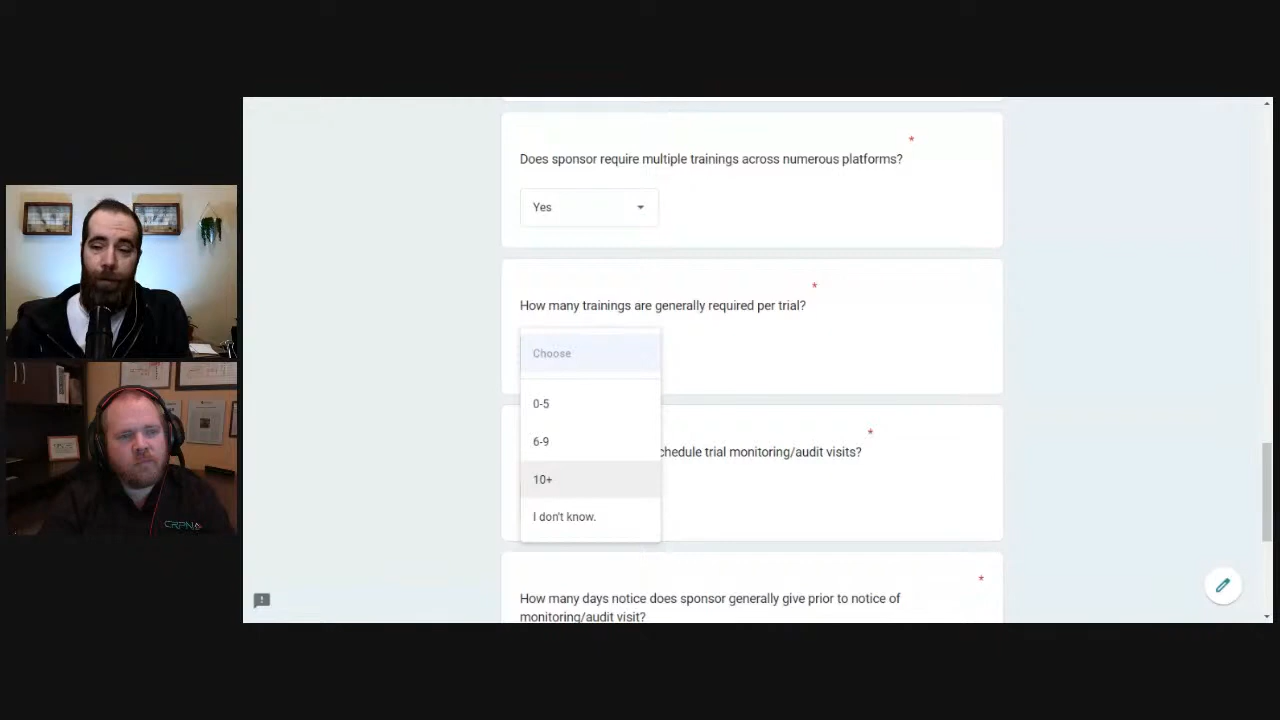 *
Does sponsor require multiple trainings across numerous platforms?
Yes
*
How many trainings are generally required per trial?
Choose
0-5
6-9
10+
I don't know.
*
chedule trial monitoring/audit visits?
*
How many days notice does sponsor generally give prior to notice of
monitoring/audit visit?
CRPN